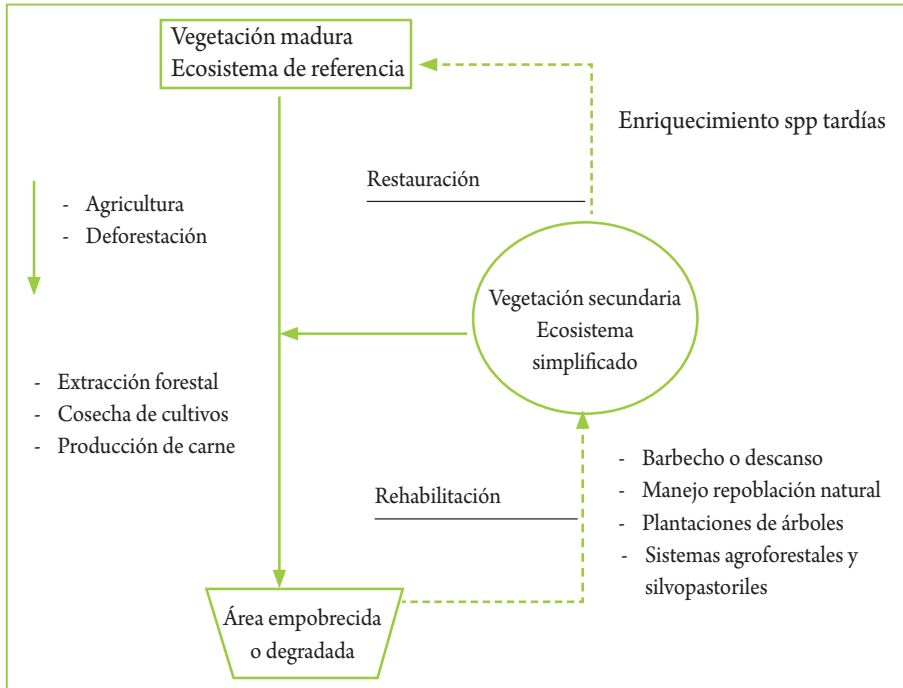 Vegetación madura
Ecosistema de referencia
Enriquecimiento spp tardías
Restauración
- Agricultura
- Deforestación
Vegetación secundaria
Ecosistema
simplificado
- Extracción forestal
- Cosecha de cultivos
- Producción de carne
Rehabilitación
- Barbecho o descanso
- Manejo repoblación natural
- Plantaciones de árboles
- Sistemas agroforestales y
silvopastoriles
Área empobrecida
o degradada